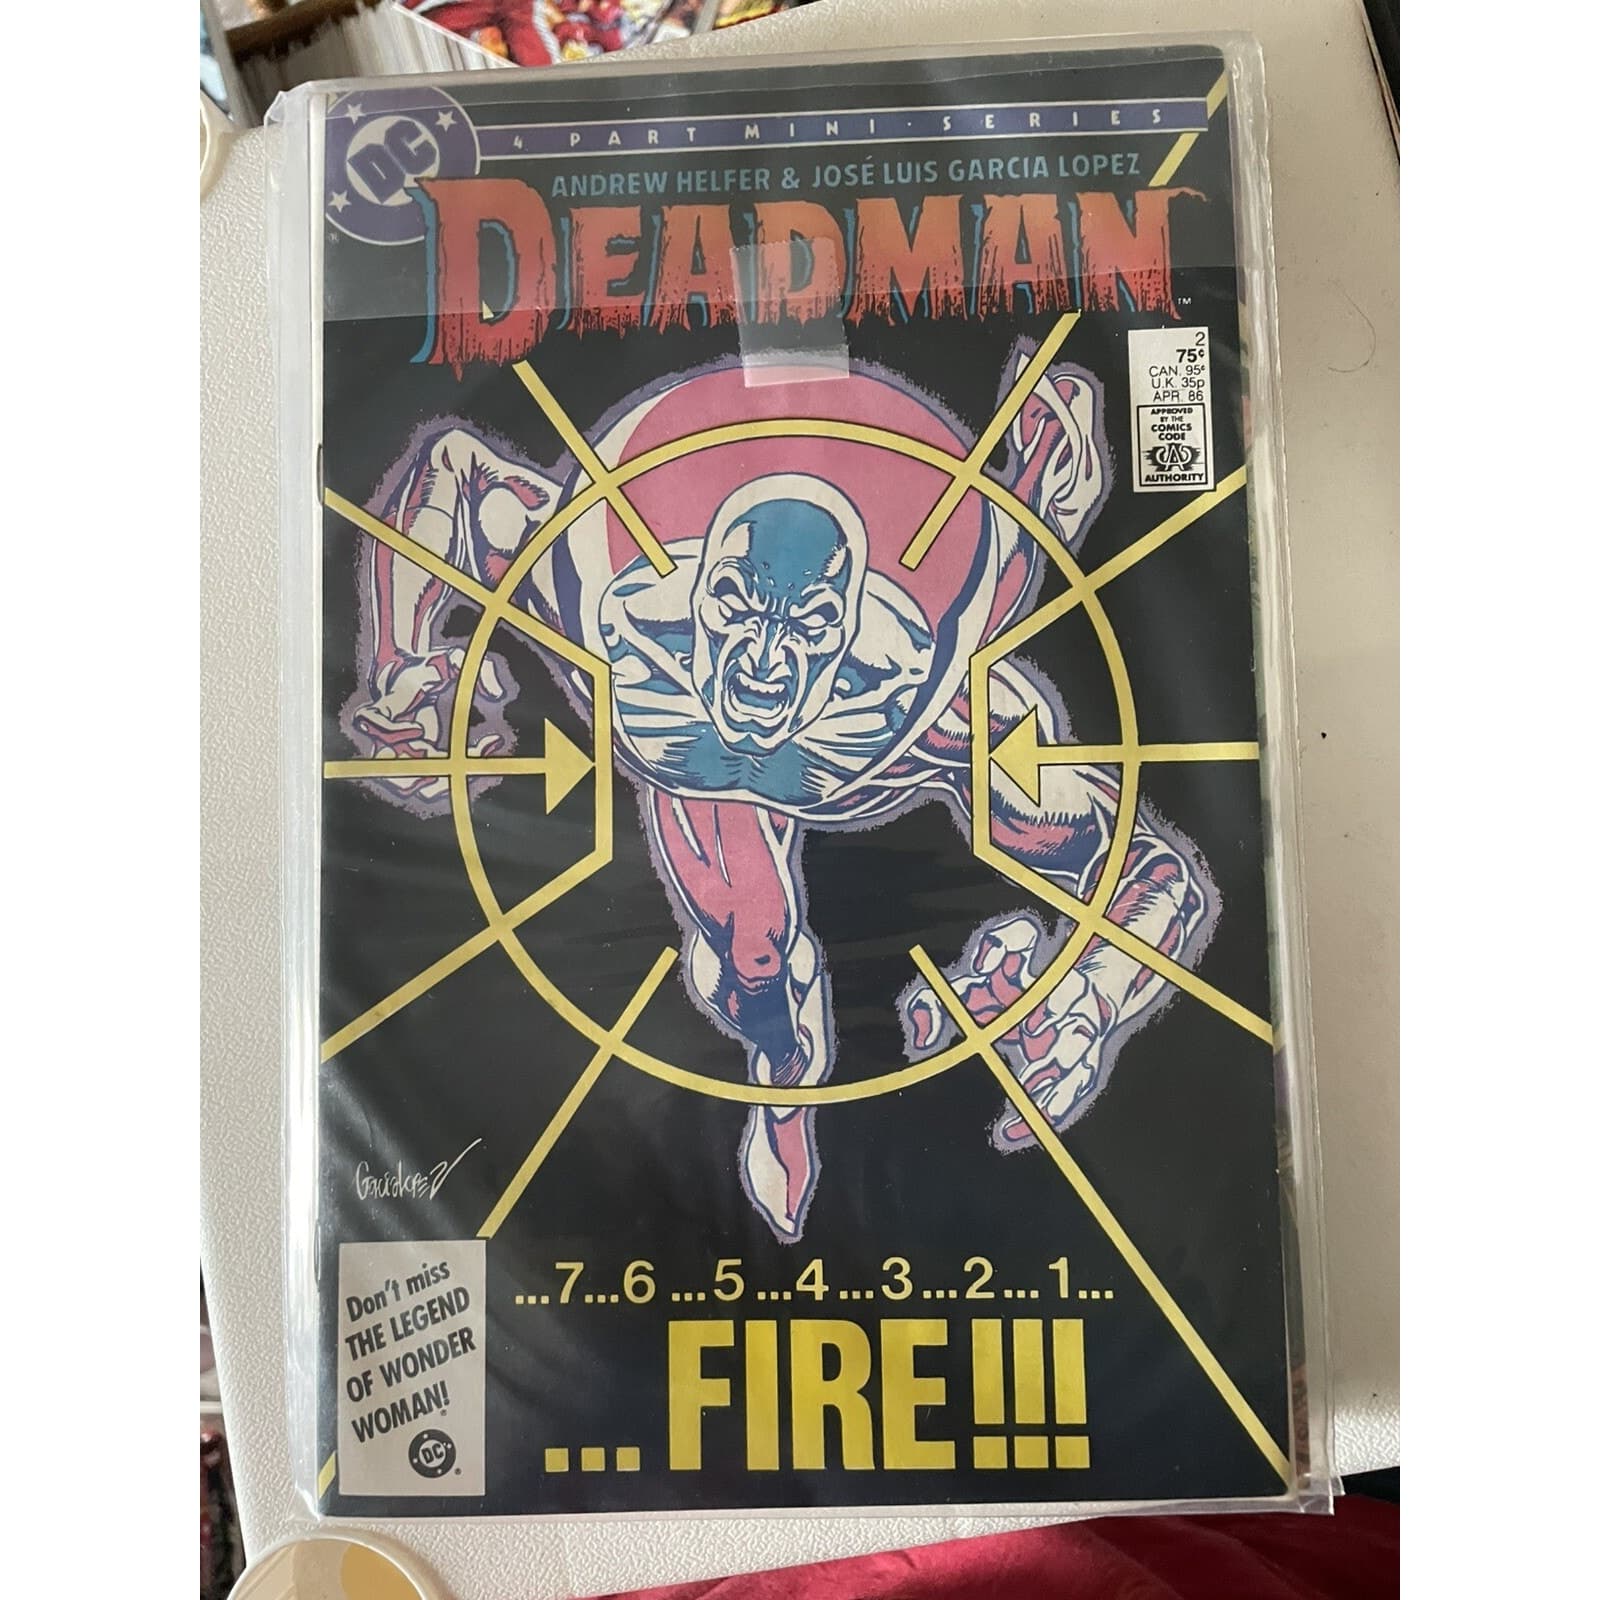 DC
®
4 PART MINI-SERIES
ANDREW HELFER & JOSÉ LUIS GARCIA LOPEZ
DEADMAN
™
2
75¢
CAN. 95¢
U.K. 35p
APR. 86
APPROVED
BY THE
COMICS
CODE
CA
AUTHORITY
GarciaLopez
Don't miss
THE LEGEND
OF WONDER
WOMAN!
®
DC
®
...7...6...5...4...3...2...1...
...FIRE!!!